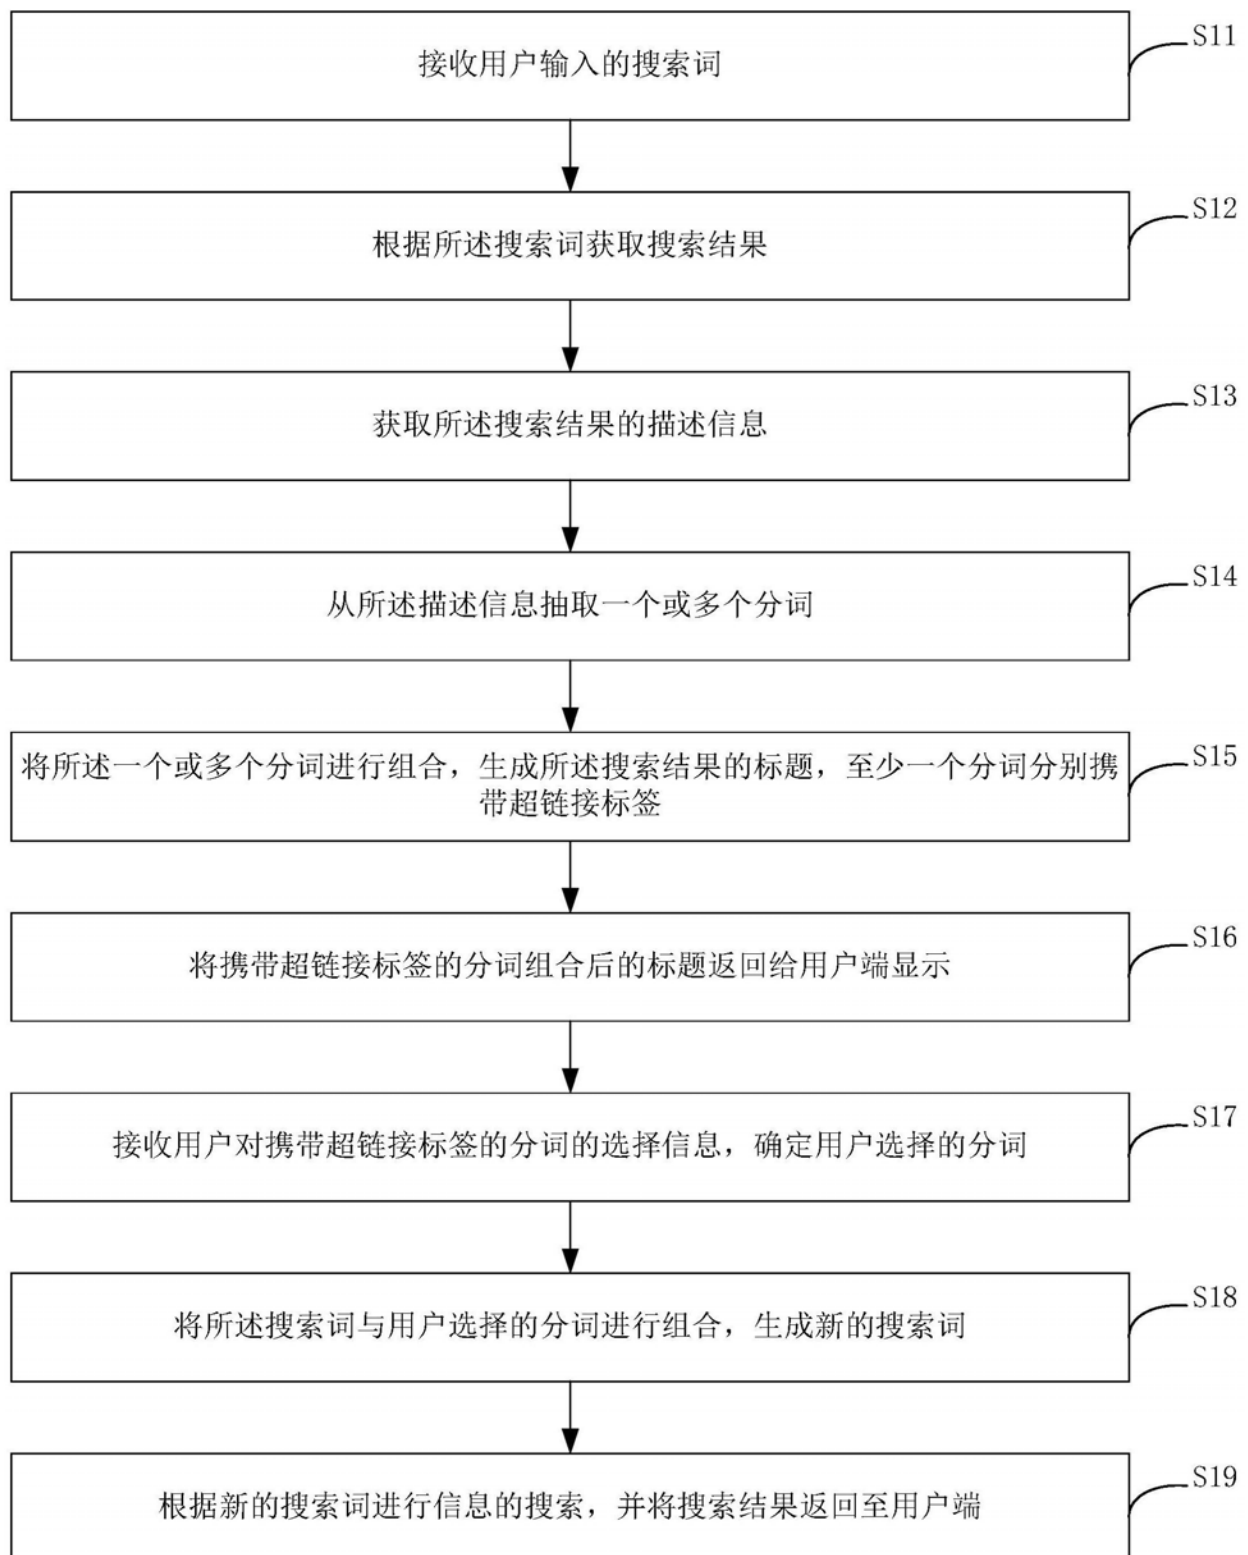 S11
接收用户输入的搜索词
S12
根据所述搜索词获取搜索结果
S13
获取所述搜索结果的描述信息
S14
从所述描述信息抽取一个或多个分词
S15
将所述一个或多个分词进行组合，生成所述搜索结果的标题，至少一个分词分别携
带超链接标签
S16
将携带超链接标签的分词组合后的标题返回给用户端显示
S17
接收用户对携带超链接标签的分词的选择信息，确定用户选择的分词
S18
将所述搜索词与用户选择的分词进行组合，生成新的搜索词
S19
根据新的搜索词进行信息的搜索，并将搜索结果返回至用户端